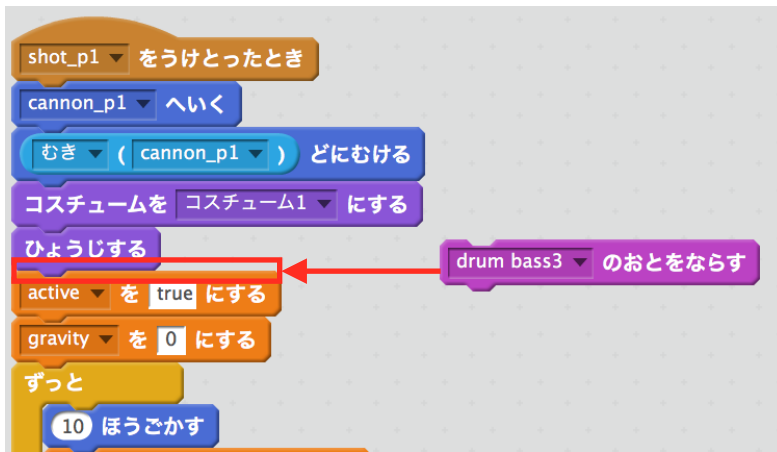 shot_p1 をうけとったとき
cannon_p1 へいく
むき ( cannon_p1 ) どにむける
コスチュームを コスチューム1 にする
ひょうじする
drum bass3 のおとをならす
active を true にする
gravity を 0 にする
ずっと
10 ほうごかす